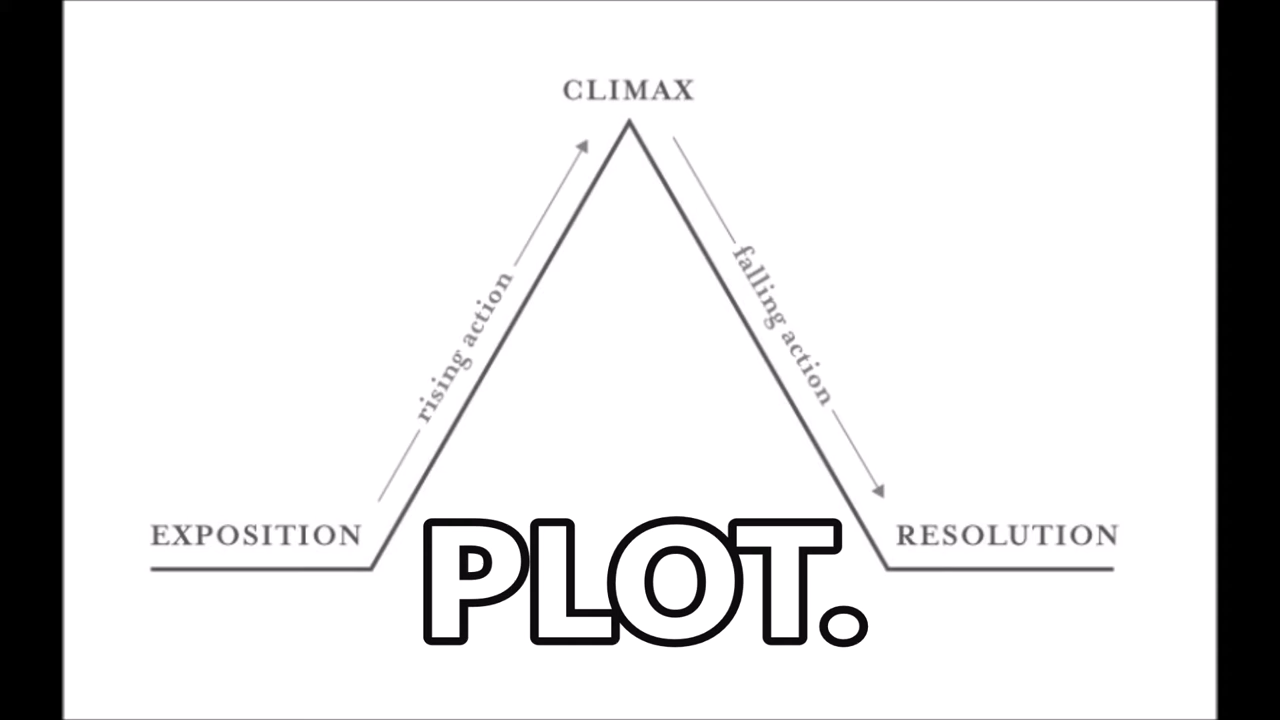 CLIMAX
rising action
falling action
EXPOSITION
RESOLUTION
PLOT.